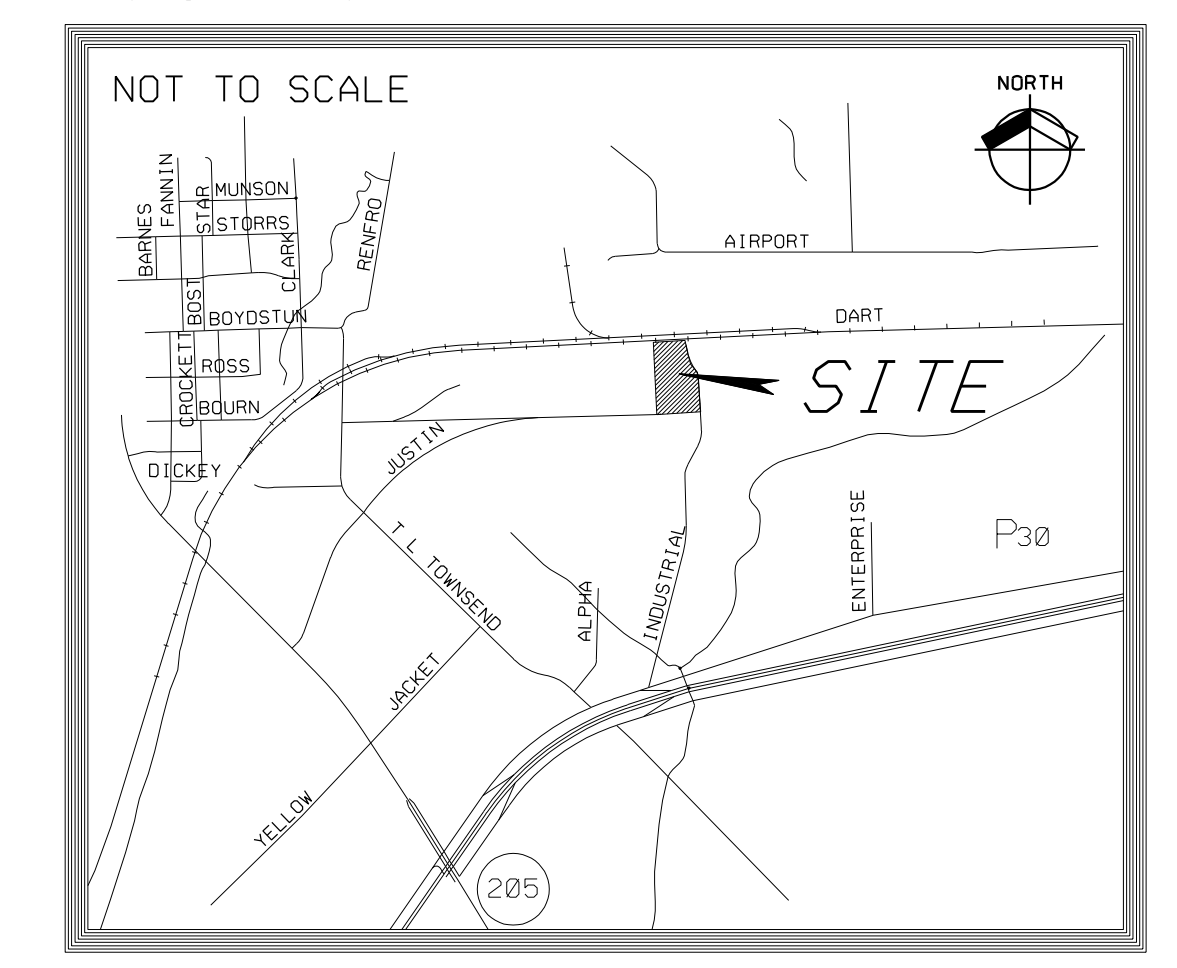 NOT TO SCALE
NORTH
FANNIN
STAR
MUNSON
STORRS
BARNES
CLARK
RENFRO
AIRPORT
BOST
BOYDSTUN
DART
CROCKETT
ROSS
SITE
BOURN
JUSTIN
DICKEY
ENTERPRISE
P30
T L TOWNSEND
INDUSTRIAL
ALPHA
JACKET
YELLOW
205